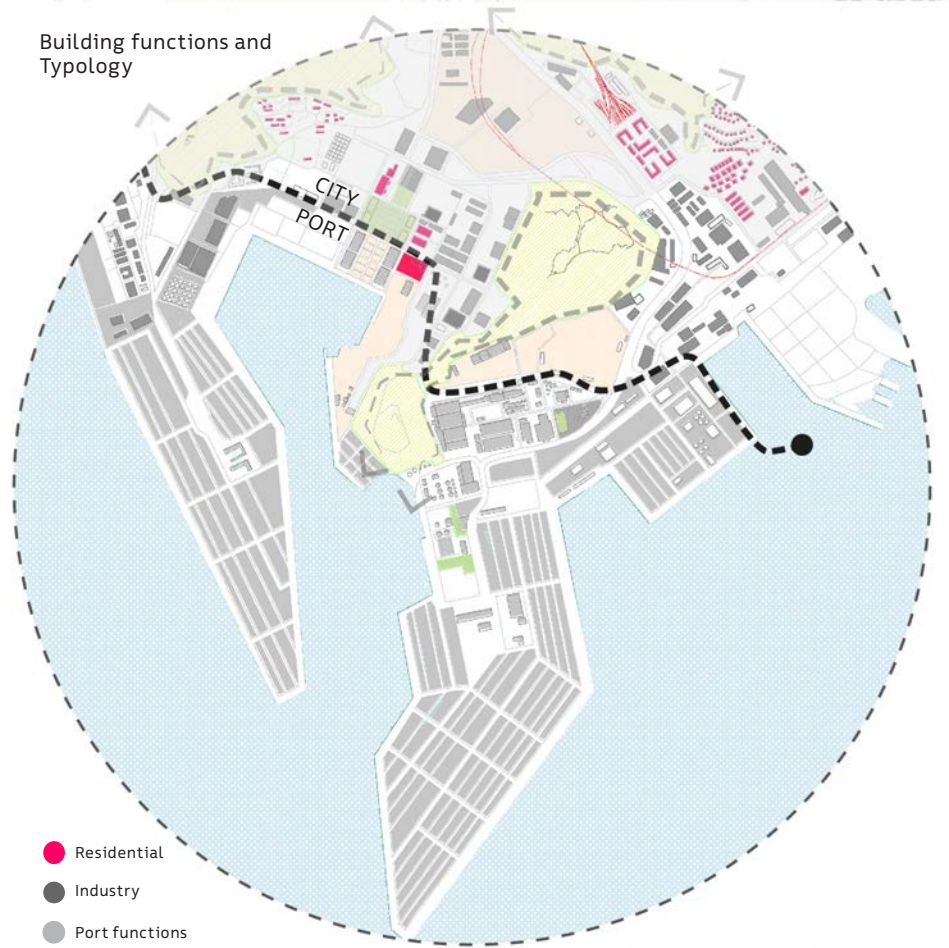 Building functions and
Typology
CITY
PORT
Residential
Industry
Port functions